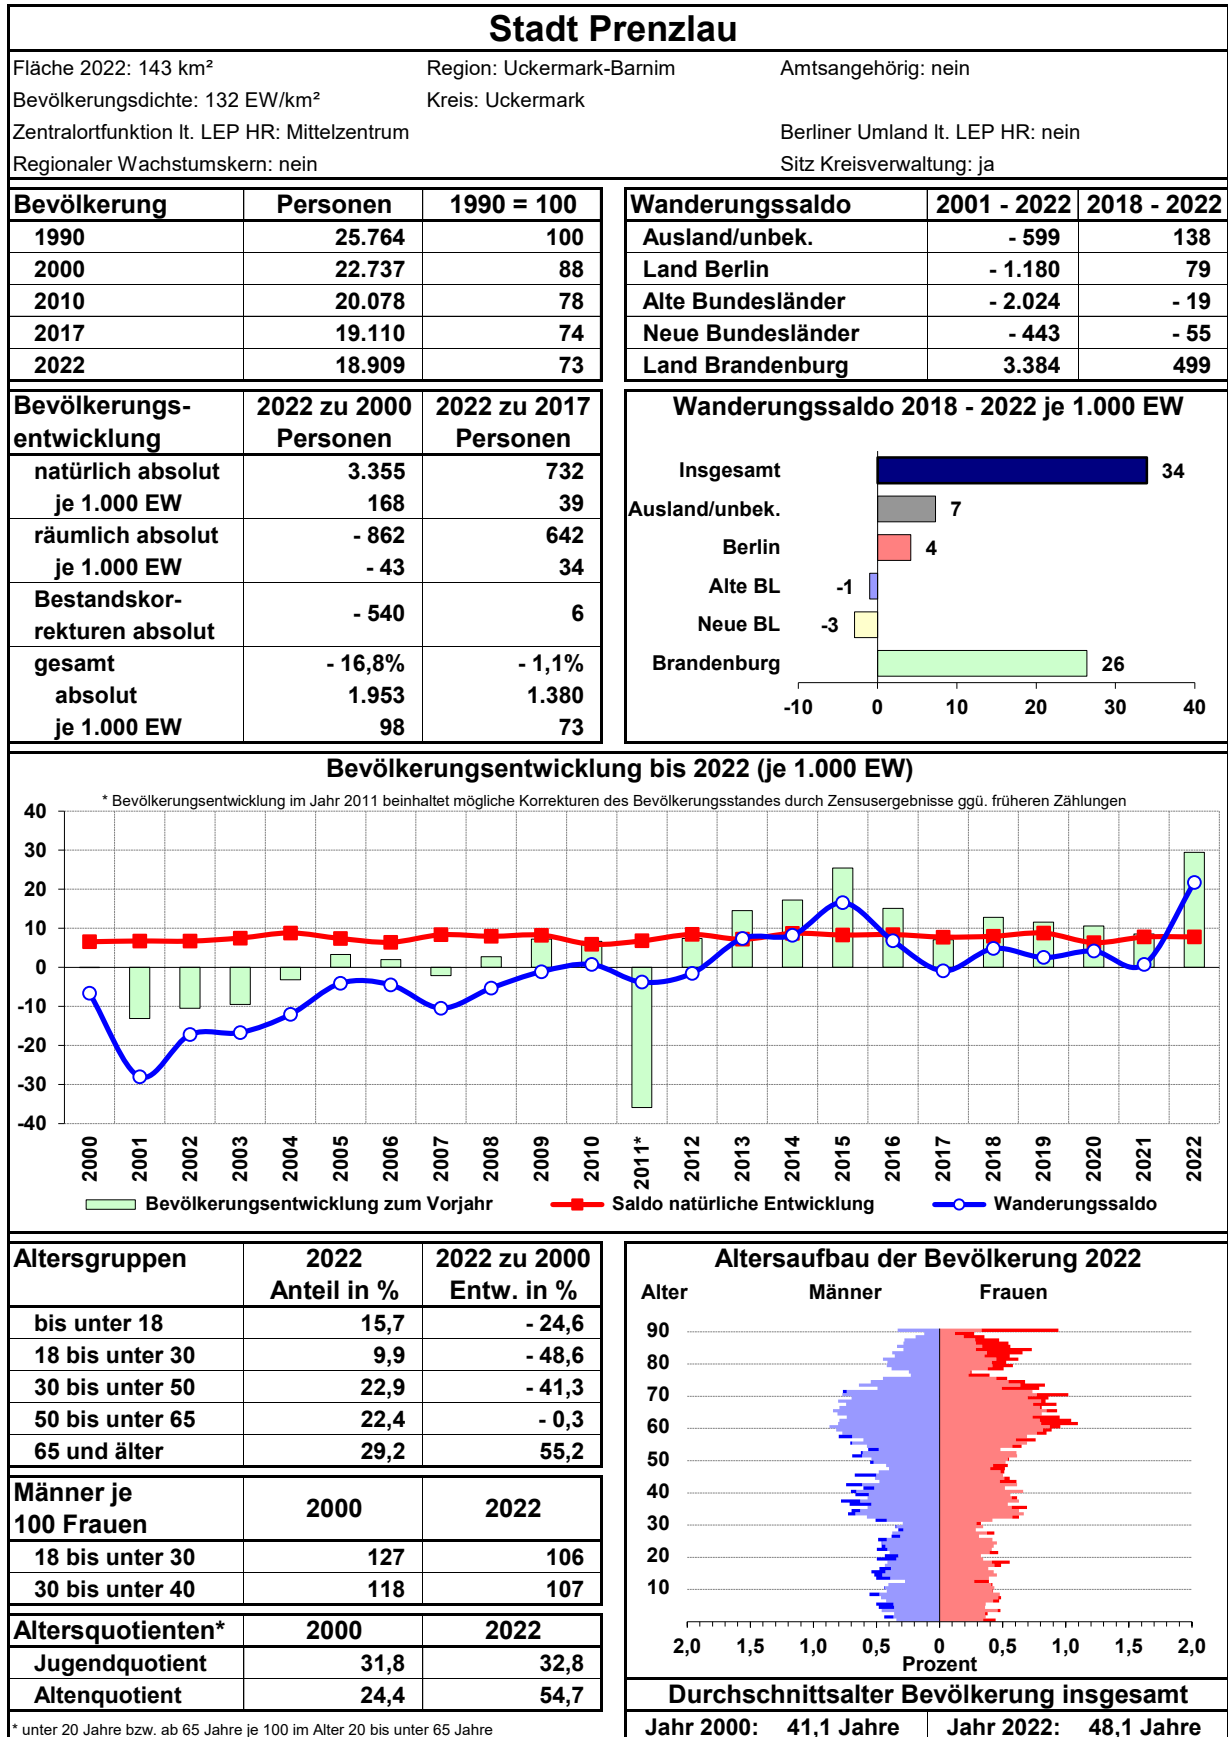 Stadt Prenzlau
Fläche 2022: 143 km² Region: Uckermark-Barnim Amtsangehörig: nein
Bevölkerungsdichte: 132 EW/km² Kreis: Uckermark
Zentralortfunktion lt. LEP HR: Mittelzentrum Berliner Umland lt. LEP HR: nein
Regionaler Wachstumskern: nein Sitz Kreisverwaltung: ja
Bevölkerung Personen 1990 = 100
1990 25.764 100
2000 22.737 88
2010 20.078 78
2017 19.110 74
2022 18.909 73
Wanderungssaldo 2001 - 2022 2018 - 2022
Ausland/unbek. - 599 138
Land Berlin - 1.180 79
Alte Bundesländer - 2.024 - 19
Neue Bundesländer - 443 - 55
Land Brandenburg 3.384 499
Bevölkerungs- 2022 zu 2000 2022 zu 2017
entwicklung Personen Personen
natürlich absolut 3.355 732
je 1.000 EW 168 39
räumlich absolut - 862 642
je 1.000 EW - 43 34
Bestandskor-
rekturen absolut - 540 6
gesamt - 16,8% - 1,1%
absolut 1.953 1.380
je 1.000 EW 98 73
Wanderungssaldo 2018 - 2022 je 1.000 EW
Insgesamt 34
Ausland/unbek. 7
Berlin 4
Alte BL -1
Neue BL -3
Brandenburg 26
-10 0 10 20 30 40
Bevölkerungsentwicklung bis 2022 (je 1.000 EW)
* Bevölkerungsentwicklung im Jahr 2011 beinhaltet mögliche Korrekturen des Bevölkerungsstandes durch Zensusergebnisse ggü. früheren Zählungen
40
30
20
10
0
-10
-20
-30
-40
2000 2001 2002 2003 2004 2005 2006 2007 2008 2009 2010 2011* 2012 2013 2014 2015 2016 2017 2018 2019 2020 2021 2022
Bevölkerungsentwicklung zum Vorjahr Saldo natürliche Entwicklung Wanderungssaldo
Altersgruppen 2022 2022 zu 2000
Anteil in % Entw. in %
bis unter 18 15,7 - 24,6
18 bis unter 30 9,9 - 48,6
30 bis unter 50 22,9 - 41,3
50 bis unter 65 22,4 - 0,3
65 und älter 29,2 55,2
Männer je
100 Frauen 2000 2022
18 bis unter 30 127 106
30 bis unter 40 118 107
Altersquotienten* 2000 2022
Jugendquotient 31,8 32,8
Altenquotient 24,4 54,7
* unter 20 Jahre bzw. ab 65 Jahre je 100 im Alter 20 bis unter 65 Jahre
Altersaufbau der Bevölkerung 2022
Alter Männer Frauen
90
80
70
60
50
40
30
20
10
2,0 1,5 1,0 0,5 0 0,5 1,0 1,5 2,0
Prozent
Durchschnittsalter Bevölkerung insgesamt
Jahr 2000: 41,1 Jahre Jahr 2022: 48,1 Jahre